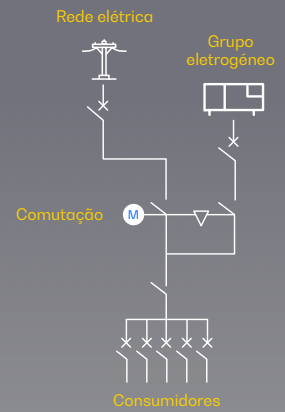 Rede elétrica
Grupo
eletrogéneo
Comutação
M
Consumidores